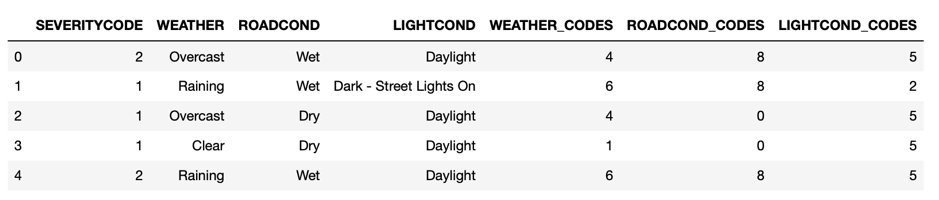 SEVERITYCODE WEATHER ROADCOND LIGHTCOND WEATHER_CODES ROADCOND_CODES LIGHTCOND_CODES
0 2 Overcast Wet Daylight 4 8 5
1 1 Raining Wet Dark - Street Lights On 6 8 2
2 1 Overcast Dry Daylight 4 0 5
3 1 Clear Dry Daylight 1 0 5
4 2 Raining Wet Daylight 6 8 5